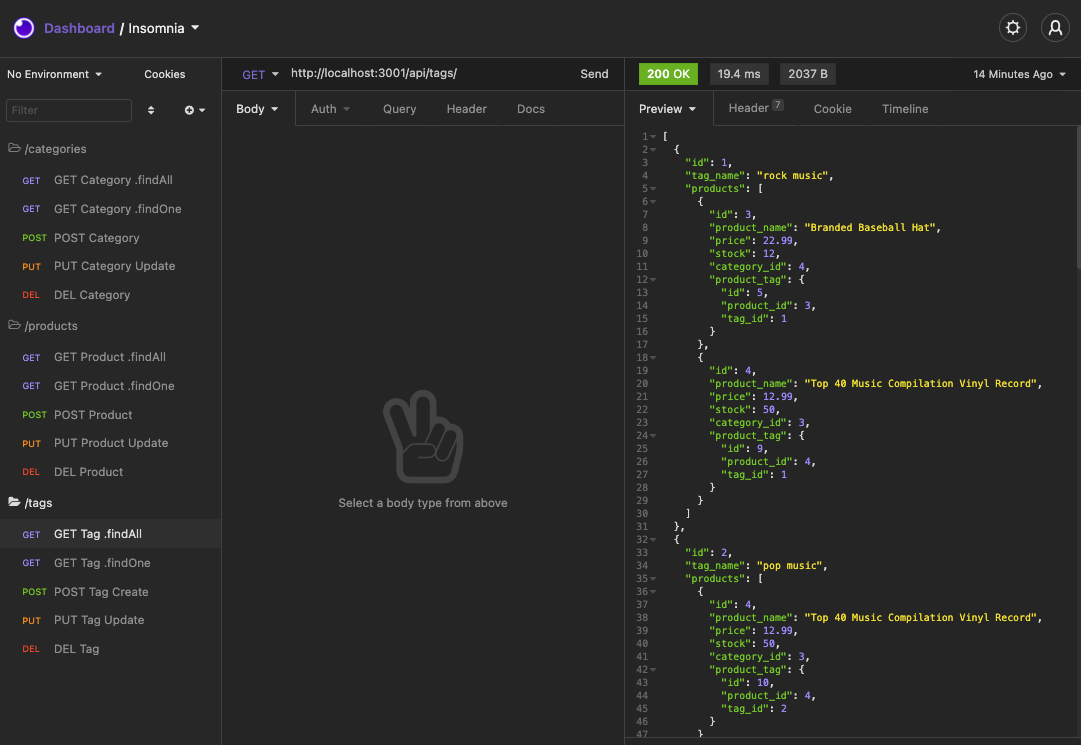 Dashboard / Insomnia
No Environment
Cookies
Filter
/categories
GET GET Category .findAll
GET GET Category .findOne
POST POST Category
PUT PUT Category Update
DEL DEL Category
/products
GET GET Product .findAll
GET GET Product .findOne
POST POST Product
PUT PUT Product Update
DEL DEL Product
/tags
GET GET Tag .findAll
GET GET Tag .findOne
POST POST Tag Create
PUT PUT Tag Update
DEL DEL Tag
GET http://localhost:3001/api/tags/ Send
Body Auth Query Header Docs
Select a body type from above
200 OK 19.4 ms 2037 B 14 Minutes Ago
Preview Header 7 Cookie Timeline
1 [
2 {
3 "id": 1,
4 "tag_name": "rock music",
5 "products": [
6 {
7 "id": 3,
8 "product_name": "Branded Baseball Hat",
9 "price": 22.99,
10 "stock": 12,
11 "category_id": 4,
12 "product_tag": {
13 "id": 5,
14 "product_id": 3,
15 "tag_id": 1
16 }
17 },
18 {
19 "id": 4,
20 "product_name": "Top 40 Music Compilation Vinyl Record",
21 "price": 12.99,
22 "stock": 50,
23 "category_id": 3,
24 "product_tag": {
25 "id": 9,
26 "product_id": 4,
27 "tag_id": 1
28 }
29 }
30 ]
31 },
32 {
33 "id": 2,
34 "tag_name": "pop music",
35 "products": [
36 {
37 "id": 4,
38 "product_name": "Top 40 Music Compilation Vinyl Record",
39 "price": 12.99,
40 "stock": 50,
41 "category_id": 3,
42 "product_tag": {
43 "id": 10,
44 "product_id": 4,
45 "tag_id": 2
46 }
47 }